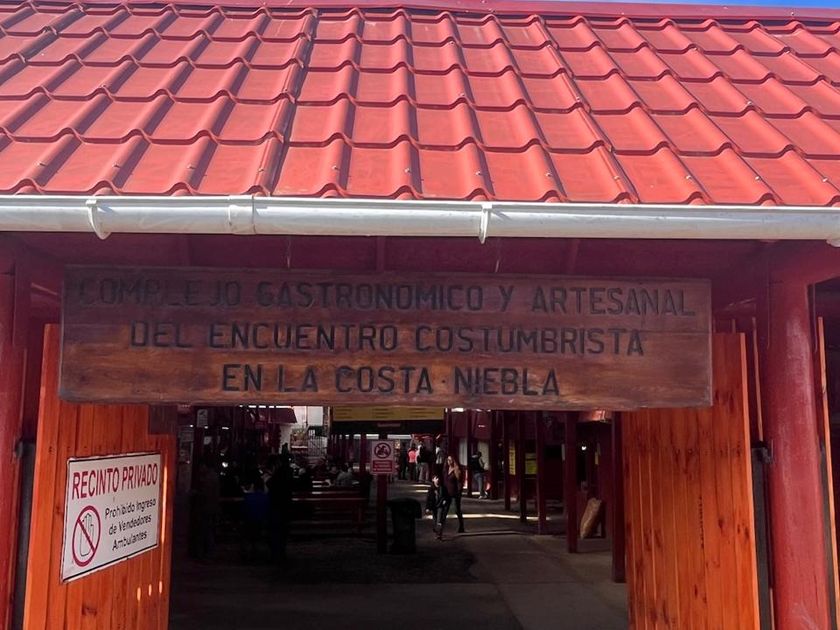 COMPLEJO GASTRONOMICO Y ARTESANAL
DEL ENCUENTRO COSTUMBRISTA
EN LA COSTA·NIEBLA
RECINTO PRIVADO
Prohibido Ingreso
de Vendedores
Ambulantes